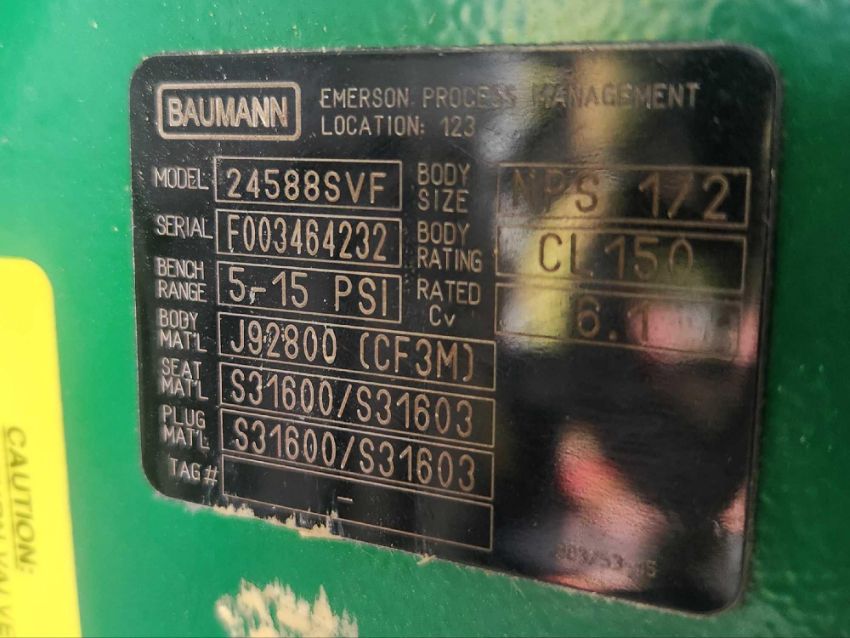 BAUMANN
EMERSON PROCESS MANAGEMENT
LOCATION: 123
MODEL 24588SVF
BODY SIZE NPS 1/2
SERIAL F003464232
BODY RATING CL150
BENCH RANGE 5-15 PSI
RATED Cv 6.1
BODY MAT'L J92800 (CF3M)
SEAT MAT'L S31600/S31603
PLUG MAT'L S31600/S31603
TAG# -
CAUTION: